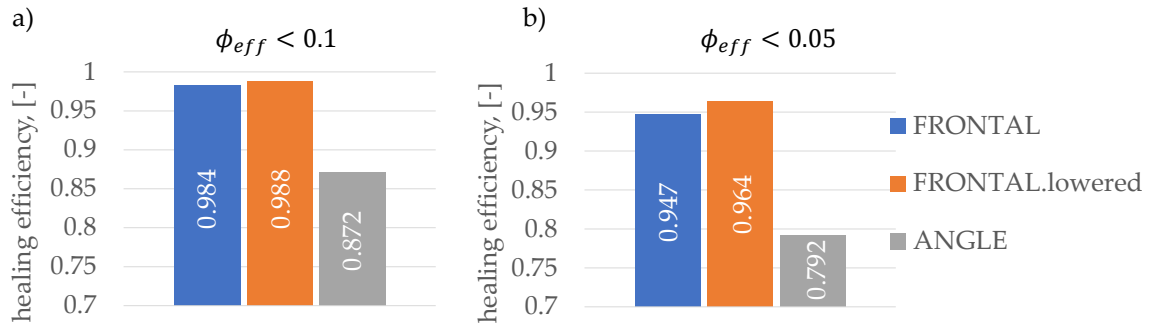 a)
ϕ_eff < 0.1
healing efficiency, [-]
1
0.95
0.9
0.85
0.8
0.75
0.7
0.984
0.988
0.872
b)
ϕ_eff < 0.05
healing efficiency, [-]
1
0.95
0.9
0.85
0.8
0.75
0.7
0.947
0.964
0.792
FRONTAL
FRONTAL.lowered
ANGLE